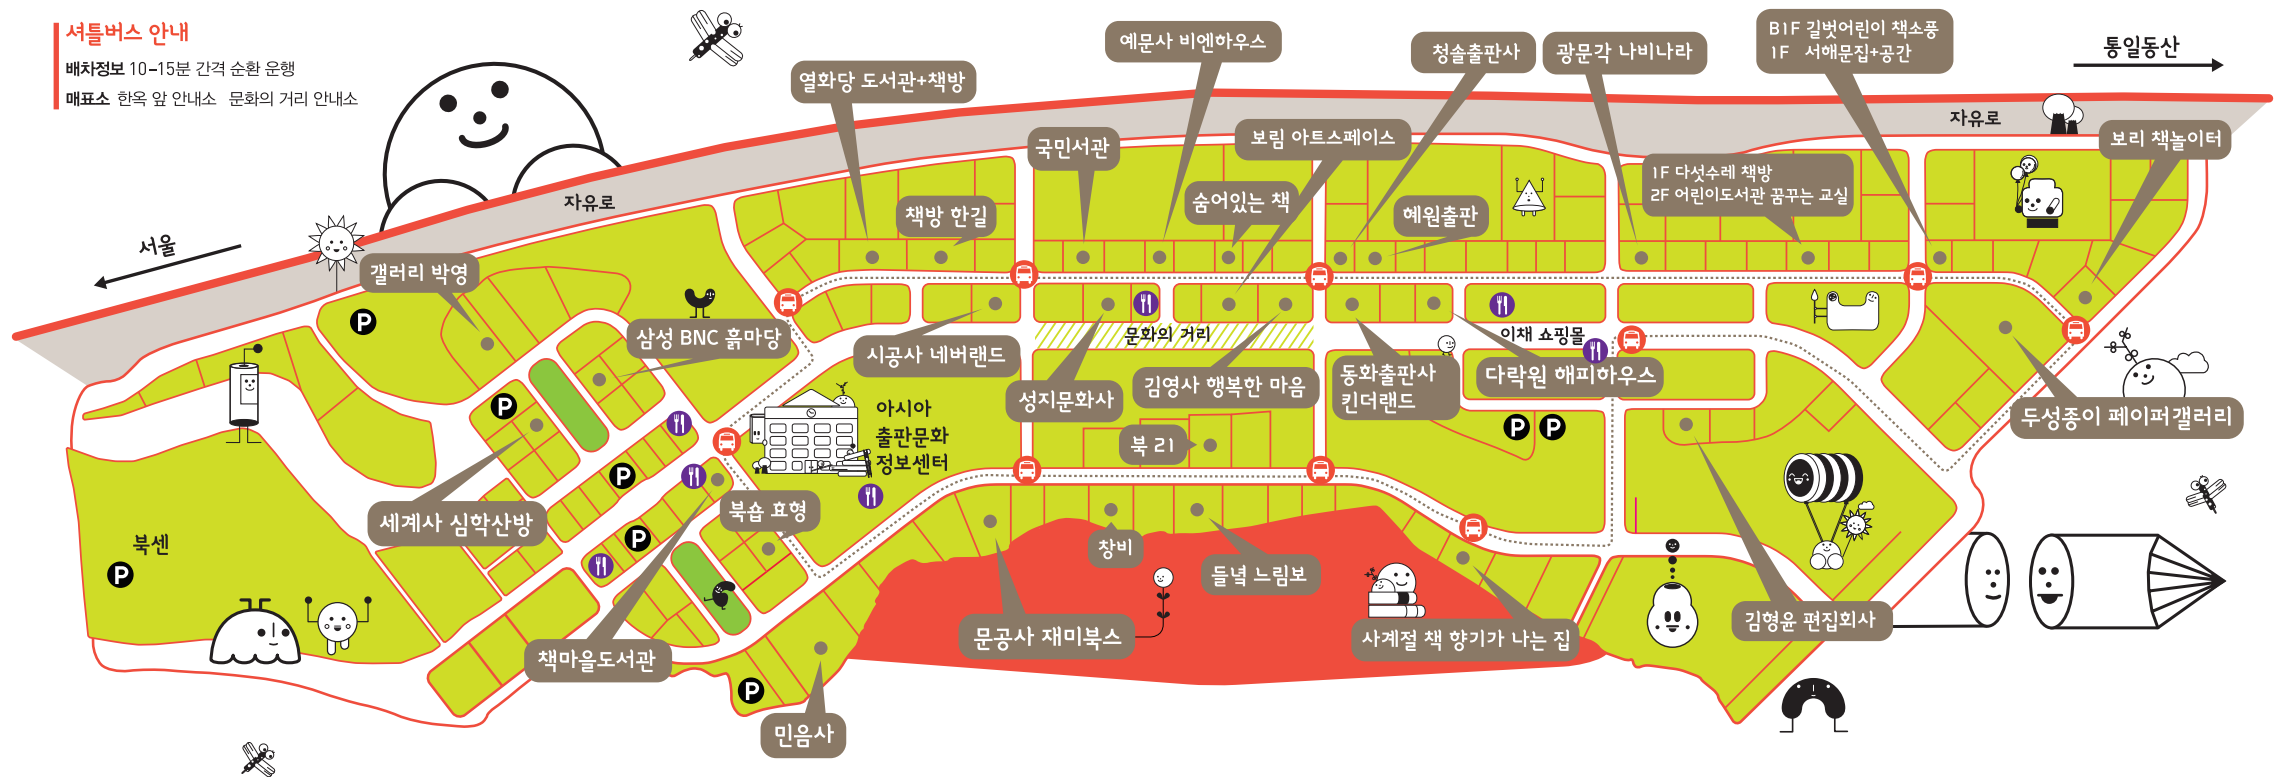 셔틀버스 안내
배차정보 10-15분 간격 순환 운행
매표소 한옥 앞 안내소 문화의 거리 안내소
서울
자유로
자유로
통일동산
열화당 도서관+책방
예문사 비엔하우스
청솔출판사
광문각 나비나라
B1F 길벗어린이 책소풍
1F 서해문집+공간
국민서관
보림 아트스페이스
보리 책놀이터
1F 다섯수레 책방
2F 어린이도서관 꿈꾸는 교실
책방 한길
숨어있는 책
혜원출판
갤러리 박영
삼성 BNC 흙마당
시공사 네버랜드
문화의 거리
이채 쇼핑몰
성지문화사
김영사 행복한 마음
동화출판사
킨더랜드
다락원 해피하우스
두성종이 페이퍼갤러리
아시아
출판문화
정보센터
북 21
세계사 심학산방
북숍 효형
북센
창비
들녘 느림보
문공사 재미북스
사계절 책 향기가 나는 집
김형윤 편집회사
책마을도서관
민음사
P
P
P
P
P
P
P
P